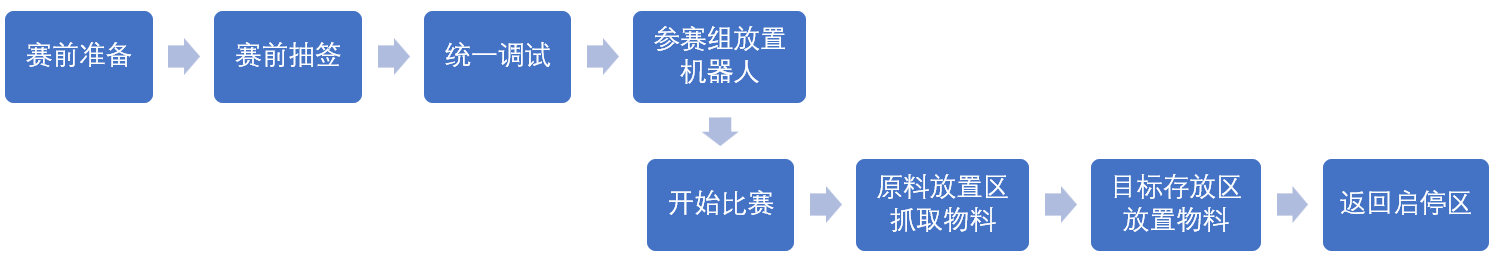 赛前准备
赛前抽签
统一调试
参赛组放置
机器人
开始比赛
原料放置区
抓取物料
目标存放区
放置物料
返回启停区